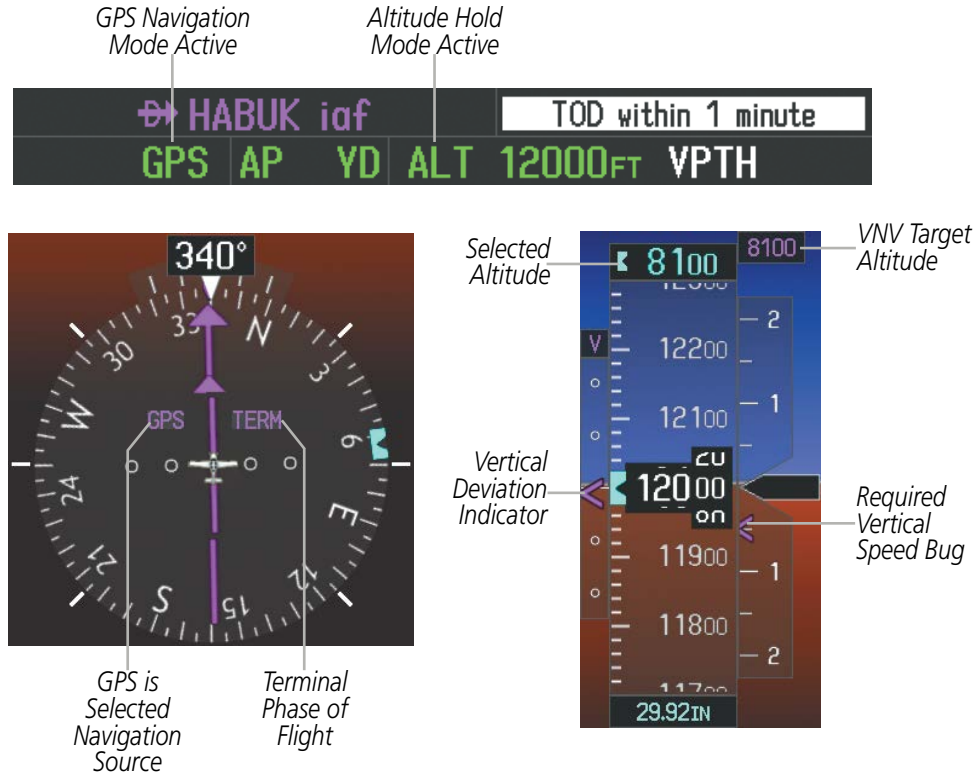 GPS Navigation
Mode Active
Altitude Hold
Mode Active
D HABUK iaf
TOD within 1 minute
GPS AP YD ALT 12000FT VPTH
340°
33 N 3 6 E 12 15 S 21 24 W 30
GPS TERM
GPS is
Selected
Navigation
Source
Terminal
Phase of
Flight
Selected
Altitude
8100
8100
VNV Target
Altitude
V
2
12200
1
12100
Vertical
Deviation
Indicator
20
12000
Required
Vertical
Speed Bug
11900
1
11800
2
29.92IN